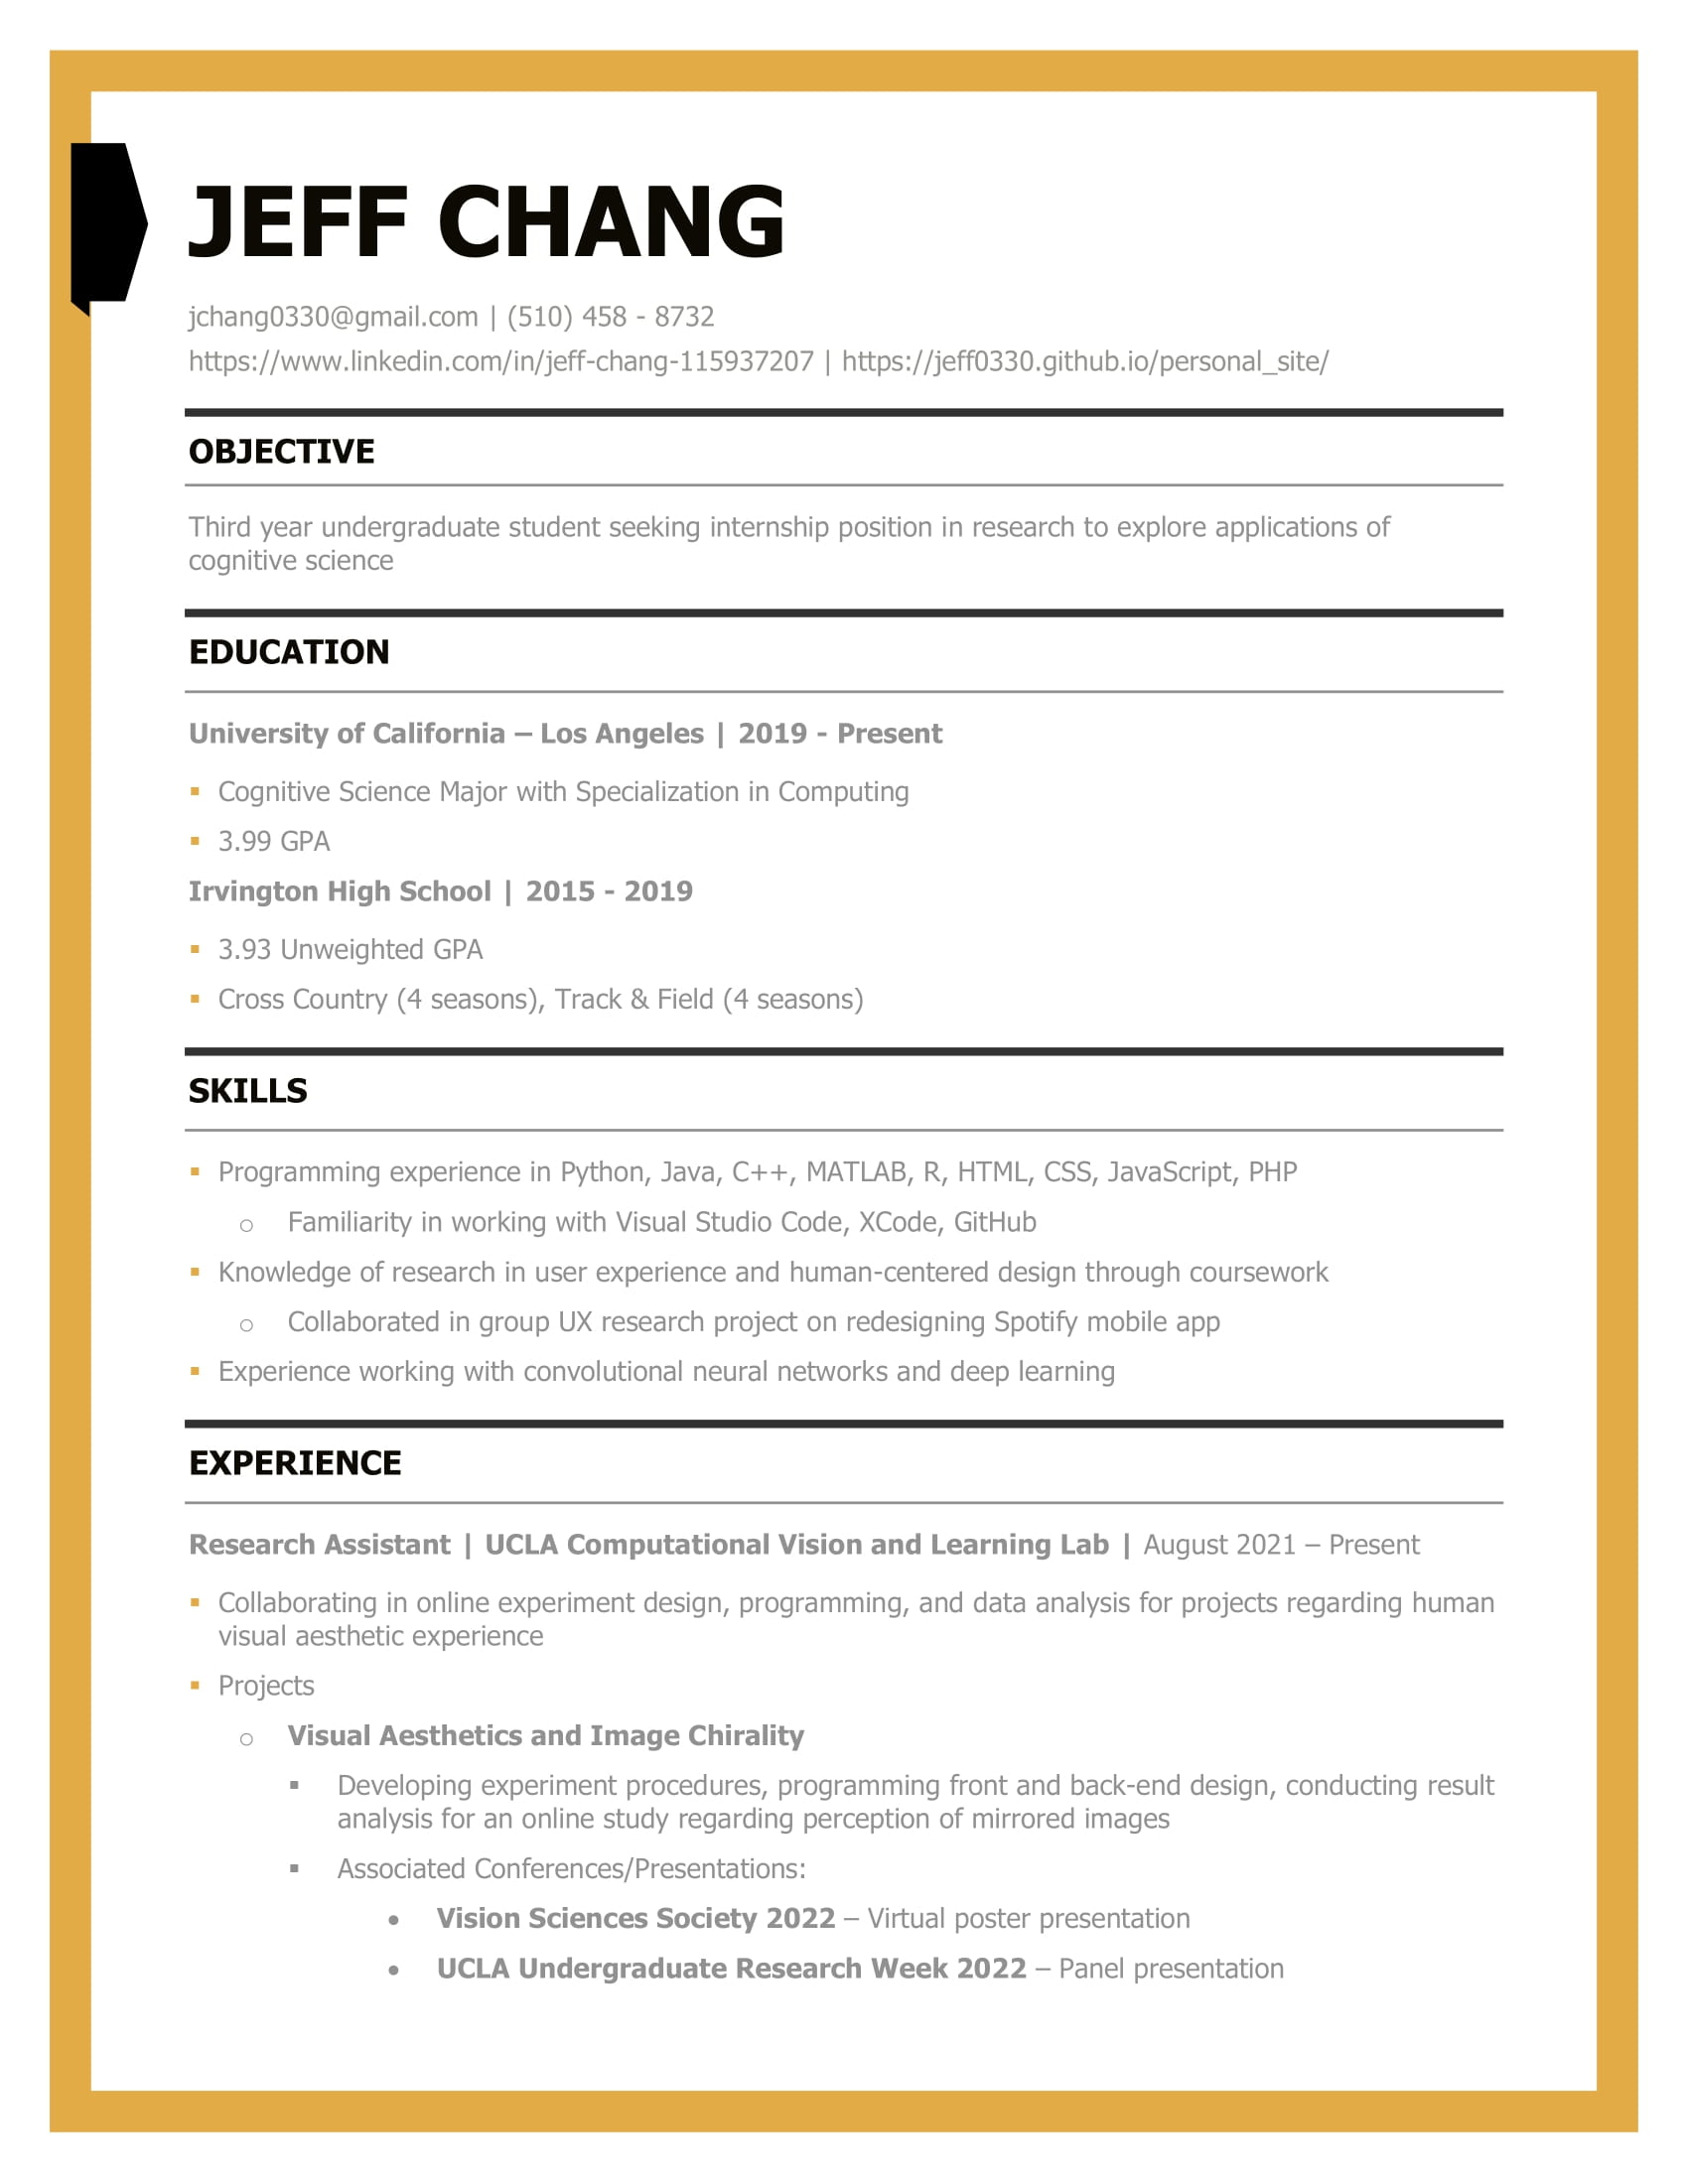 JEFF CHANG
jchang0330@gmail.com | (510) 458 - 8732
https://www.linkedin.com/in/jeff-chang-115937207 | https://jeff0330.github.io/personal_site/
OBJECTIVE
Third year undergraduate student seeking internship position in research to explore applications of
cognitive science
EDUCATION
University of California – Los Angeles | 2019 - Present
▪ Cognitive Science Major with Specialization in Computing
▪ 3.99 GPA
Irvington High School | 2015 - 2019
▪ 3.93 Unweighted GPA
▪ Cross Country (4 seasons), Track & Field (4 seasons)
SKILLS
▪ Programming experience in Python, Java, C++, MATLAB, R, HTML, CSS, JavaScript, PHP
o Familiarity in working with Visual Studio Code, XCode, GitHub
▪ Knowledge of research in user experience and human-centered design through coursework
o Collaborated in group UX research project on redesigning Spotify mobile app
▪ Experience working with convolutional neural networks and deep learning
EXPERIENCE
Research Assistant | UCLA Computational Vision and Learning Lab | August 2021 – Present
▪ Collaborating in online experiment design, programming, and data analysis for projects regarding human
visual aesthetic experience
▪ Projects
o Visual Aesthetics and Image Chirality
▪ Developing experiment procedures, programming front and back-end design, conducting result
analysis for an online study regarding perception of mirrored images
▪ Associated Conferences/Presentations:
• Vision Sciences Society 2022 – Virtual poster presentation
• UCLA Undergraduate Research Week 2022 – Panel presentation